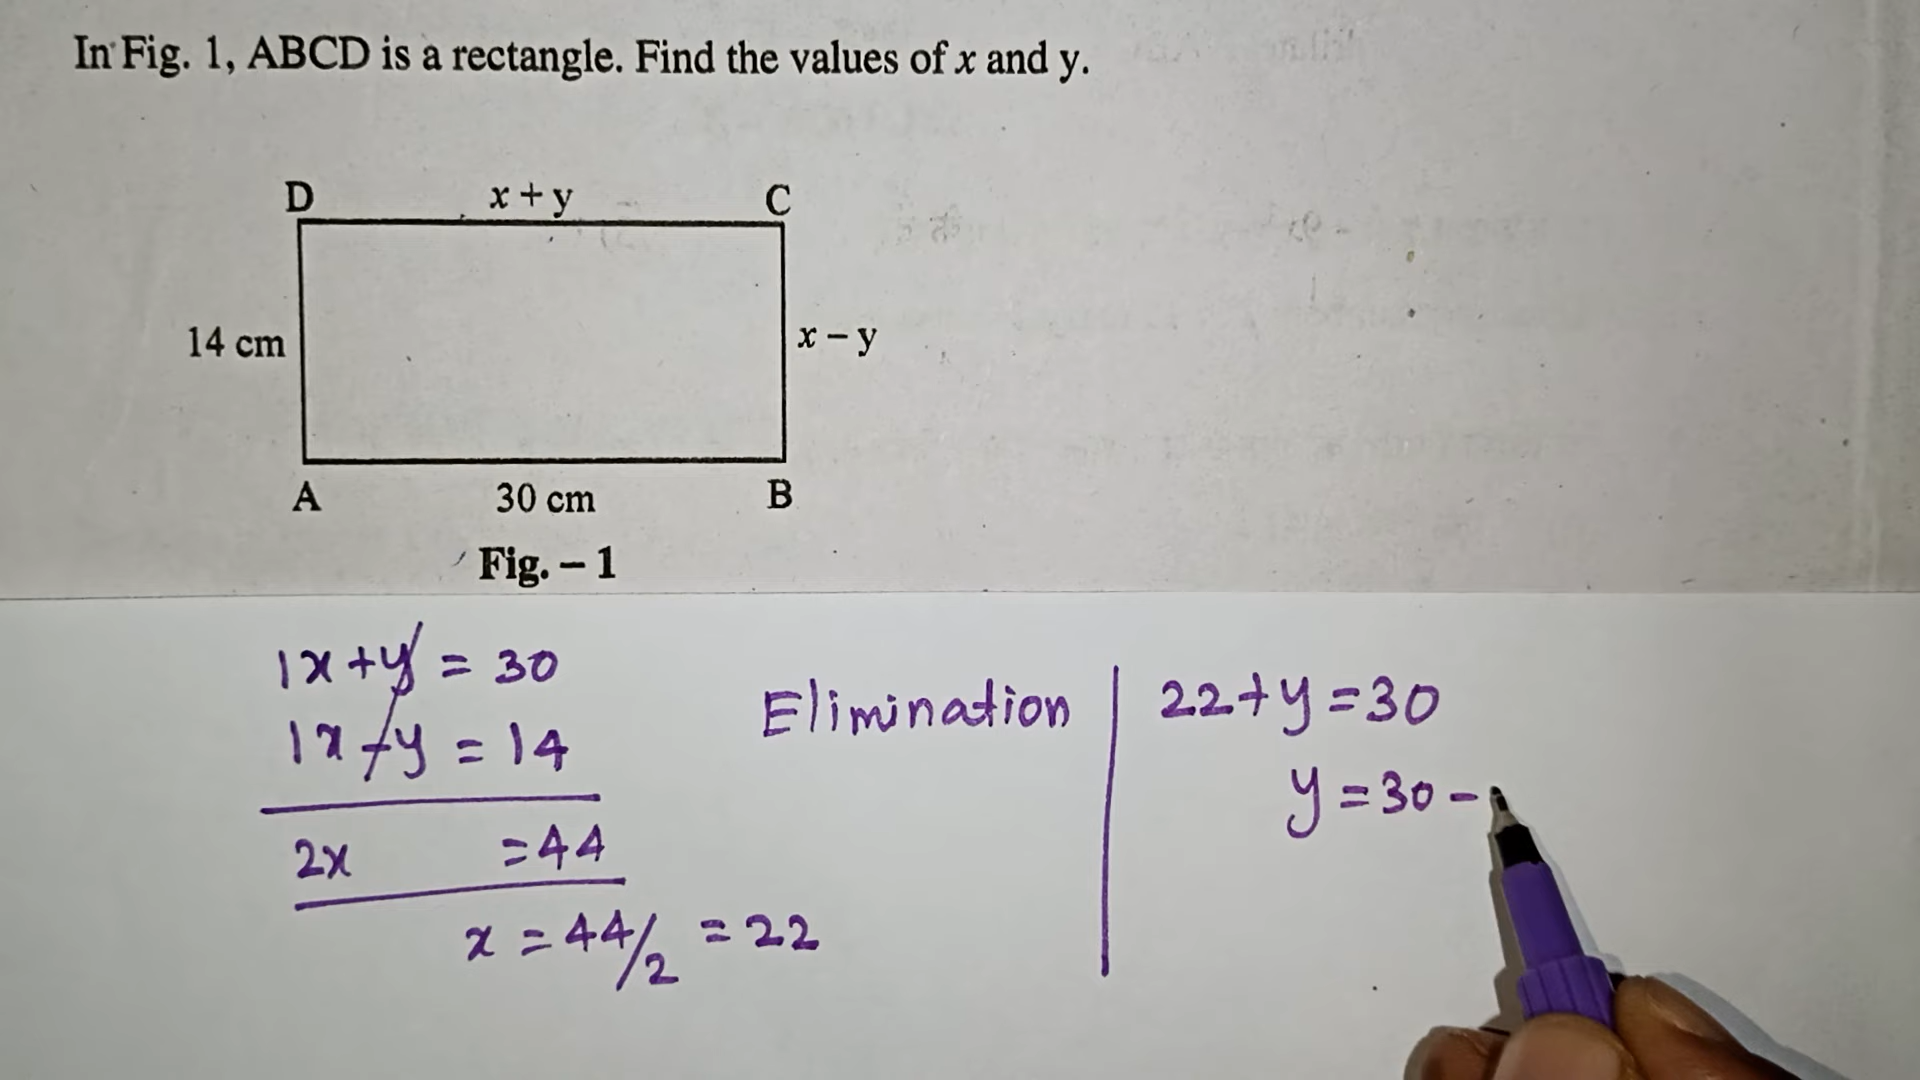 In Fig. 1, ABCD is a rectangle. Find the values of x and y.
D x + y C
14 cm x – y
A 30 cm B
Fig. – 1
1x+y = 30
1x-y = 14
2x =44
x = 44/2 = 22
Elimination
22+y=30
y =30 -